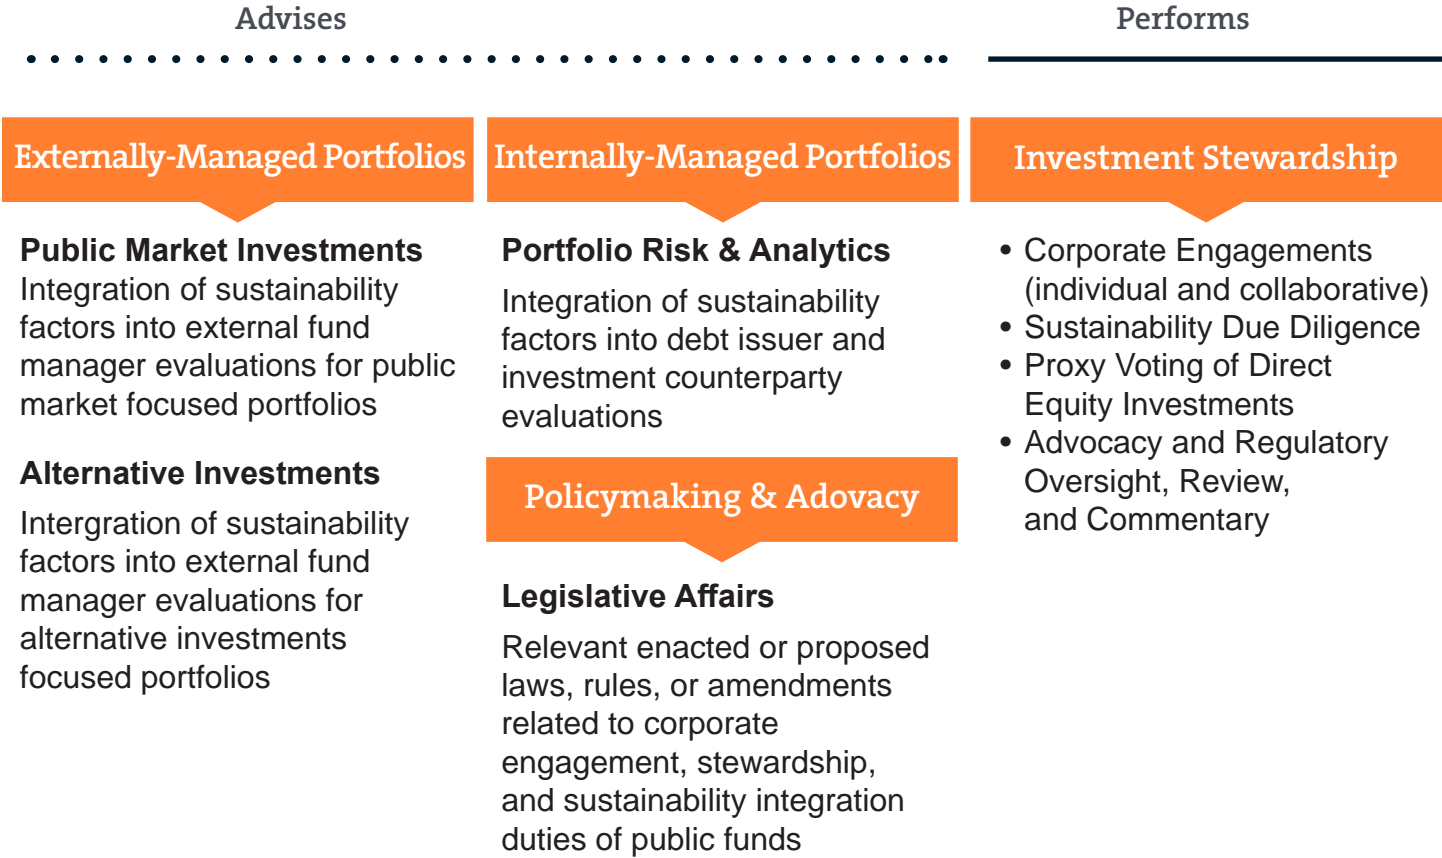 Advises
Performs
Externally-Managed Portfolios
Public Market Investments
Integration of sustainability
factors into external fund
manager evaluations for public
market focused portfolios
Alternative Investments
Intergration of sustainability
factors into external fund
manager evaluations for
alternative investments
focused portfolios
Internally-Managed Portfolios
Portfolio Risk & Analytics
Integration of sustainability
factors into debt issuer and
investment counterparty
evaluations
Policymaking & Adovacy
Legislative Affairs
Relevant enacted or proposed
laws, rules, or amendments
related to corporate
engagement, stewardship,
and sustainability integration
duties of public funds
Investment Stewardship
• Corporate Engagements
(individual and collaborative)
• Sustainability Due Diligence
• Proxy Voting of Direct
Equity Investments
• Advocacy and Regulatory
Oversight, Review,
and Commentary